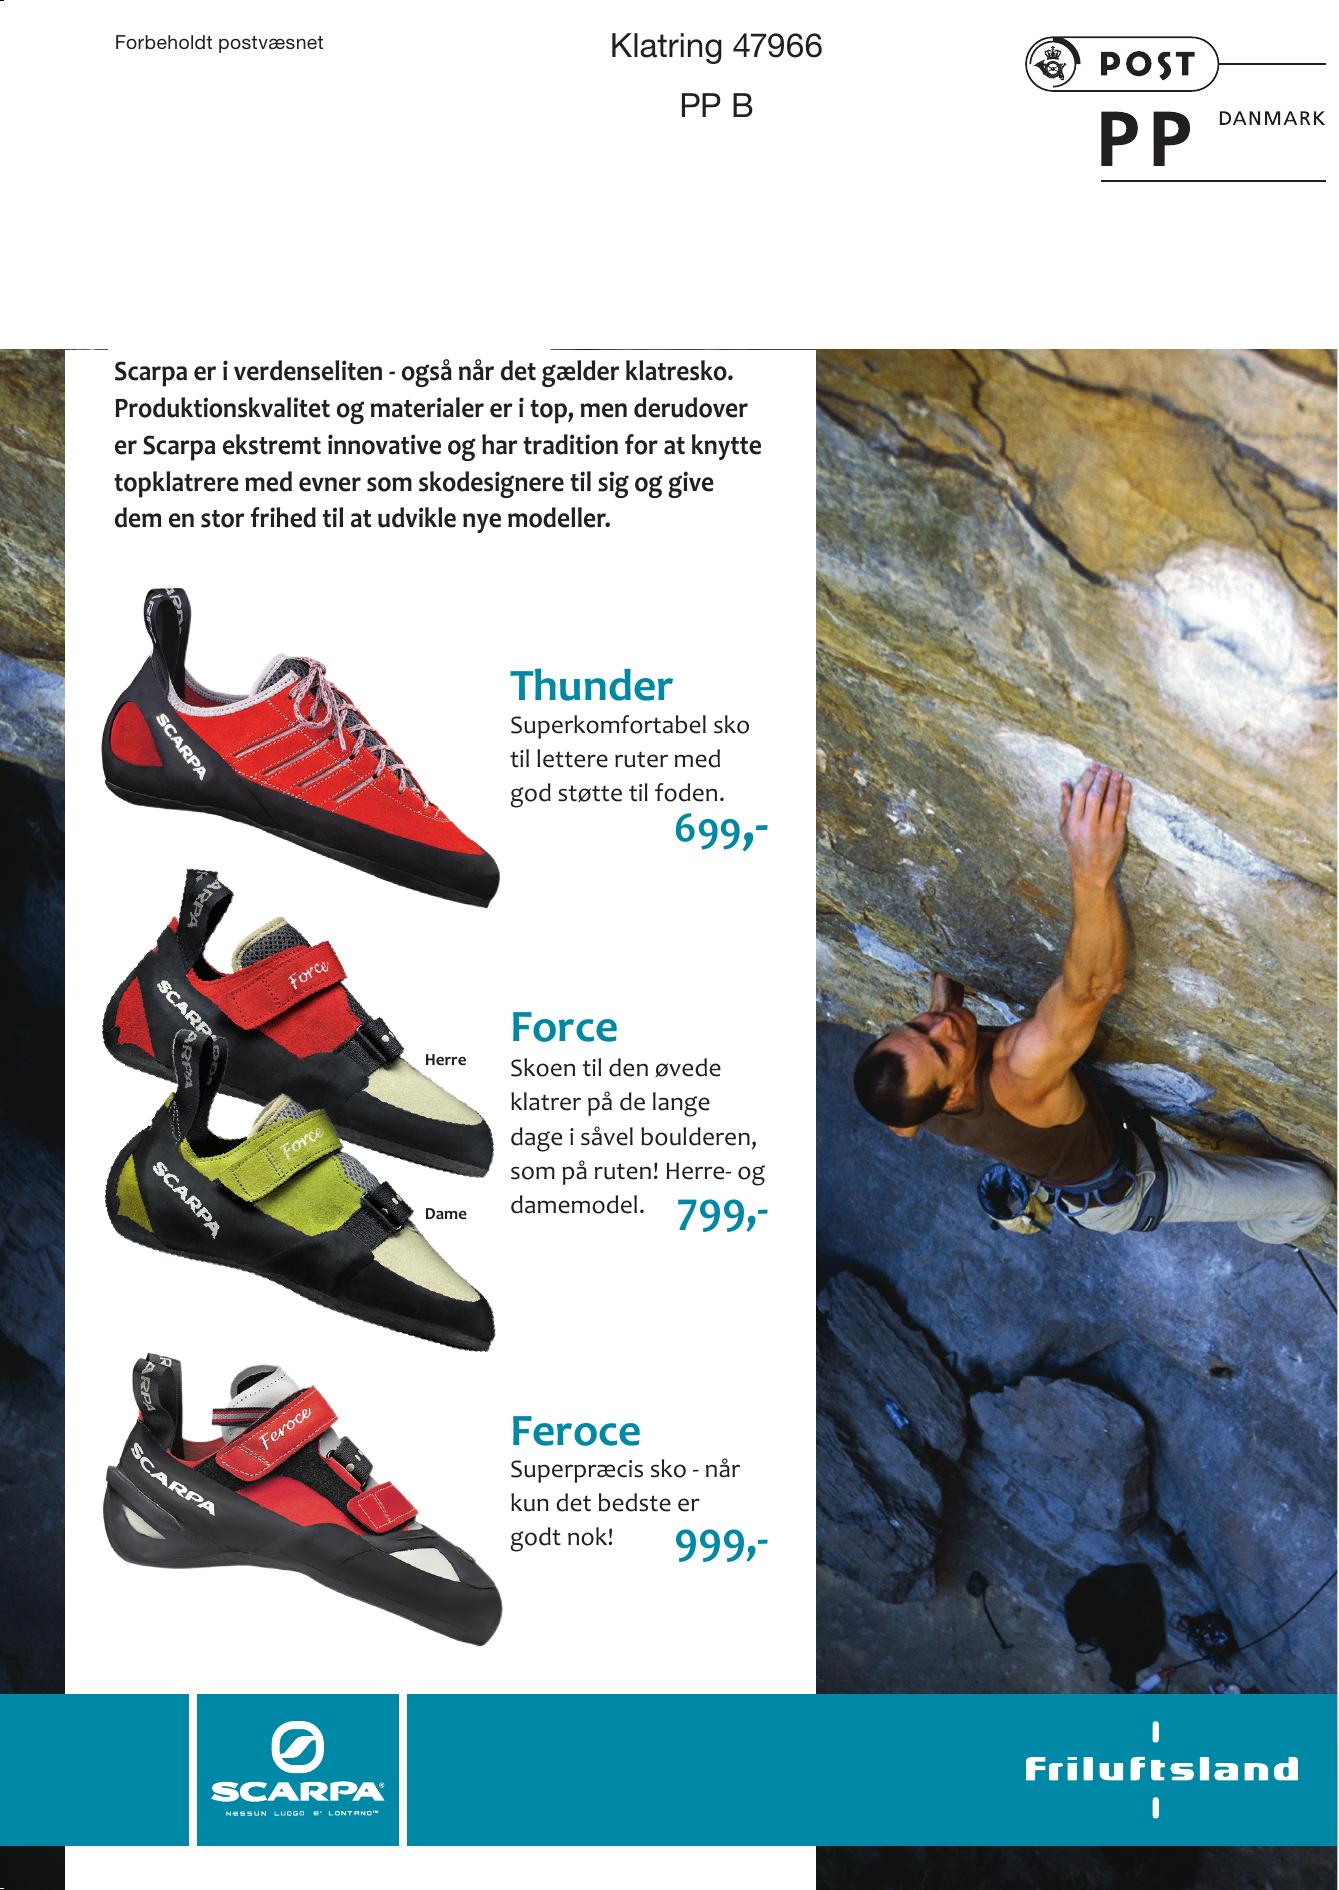 Forbeholdt postvæsnet
Klatring 47966
PP B
POST
PP DANMARK
Scarpa er i verdenseliten - også når det gælder klatresko.
Produktionskvalitet og materialer er i top, men derudover
er Scarpa ekstremt innovative og har tradition for at knytte
topklatrere med evner som skodesignere til sig og give
dem en stor frihed til at udvikle nye modeller.
SCARPA
Thunder
Superkomfortabel sko
til lettere ruter med
god støtte til foden.
699,-
ARPA
Force
SCARPA
Herre
ARPA
Force
SCARPA
Dame
Force
Skoen til den øvede
klatrer på de lange
dage i såvel boulderen,
som på ruten! Herre- og
damemodel. 799,-
ARPA
Feroce
SCARPA
Feroce
Superpræcis sko - når
kun det bedste er
godt nok! 999,-
SCARPA®
NESSUN LUOGO E' LONTANO™
Friluftsland